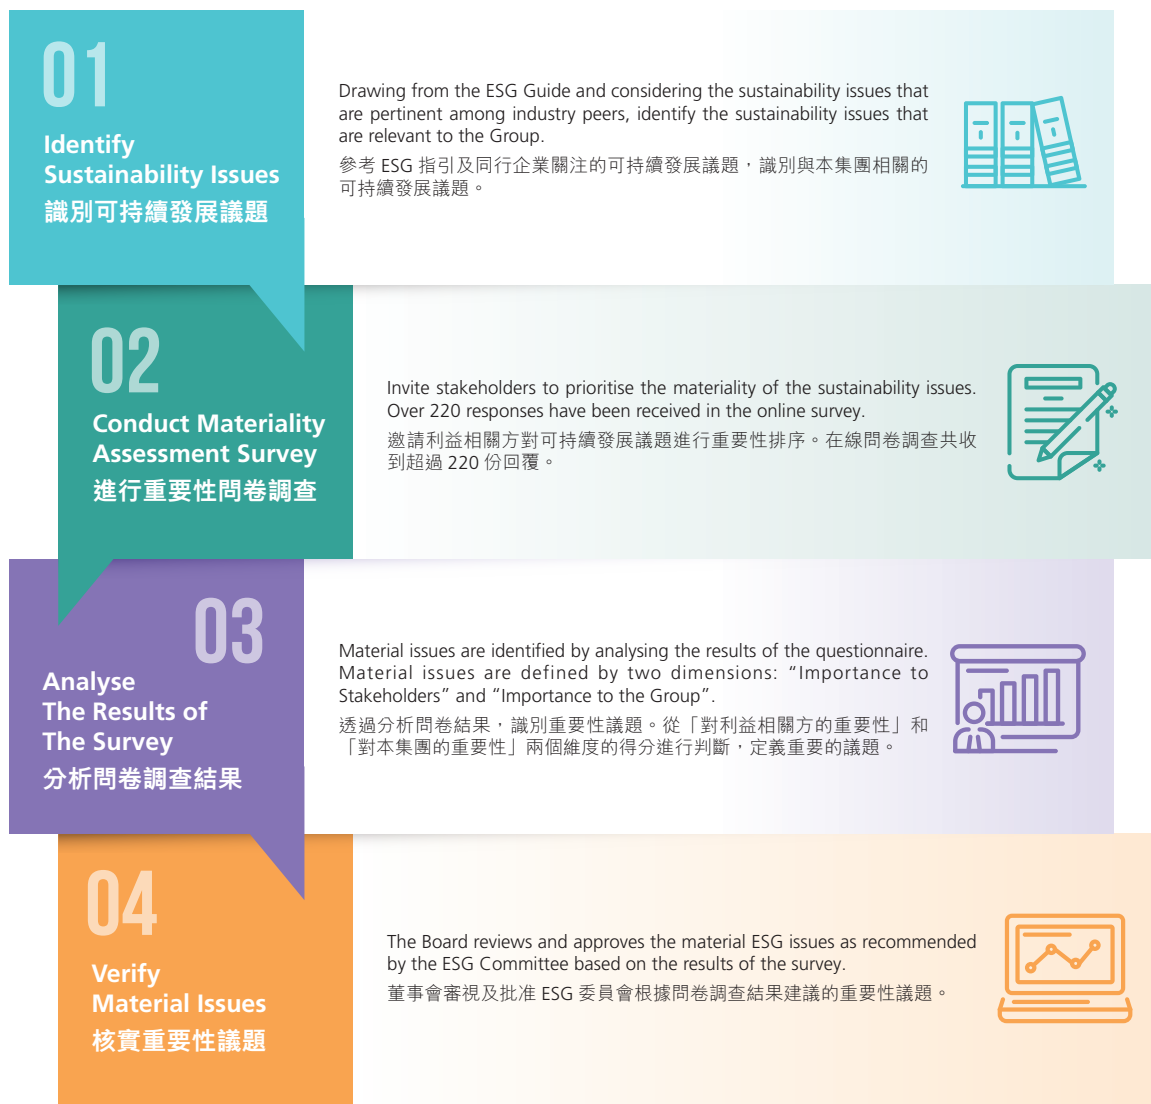 01
Identify
Sustainability Issues
識別可持續發展議題
Drawing from the ESG Guide and considering the sustainability issues that
are pertinent among industry peers, identify the sustainability issues that
are relevant to the Group.
參考 ESG 指引及同行企業關注的可持續發展議題，識別與本集團相關的
可持續發展議題。
02
Conduct Materiality
Assessment Survey
進行重要性問卷調查
Invite stakeholders to prioritise the materiality of the sustainability issues.
Over 220 responses have been received in the online survey.
邀請利益相關方對可持續發展議題進行重要性排序。在線問卷調查共收
到超過 220 份回覆。
03
Analyse
The Results of
The Survey
分析問卷調查結果
Material issues are identified by analysing the results of the questionnaire.
Material issues are defined by two dimensions: “Importance to
Stakeholders” and “Importance to the Group”.
透過分析問卷結果，識別重要性議題。從「對利益相關方的重要性」和
「對本集團的重要性」兩個維度的得分進行判斷，定義重要的議題。
04
Verify
Material Issues
核實重要性議題
The Board reviews and approves the material ESG issues as recommended
by the ESG Committee based on the results of the survey.
董事會審視及批准 ESG 委員會根據問卷調查結果建議的重要性議題。